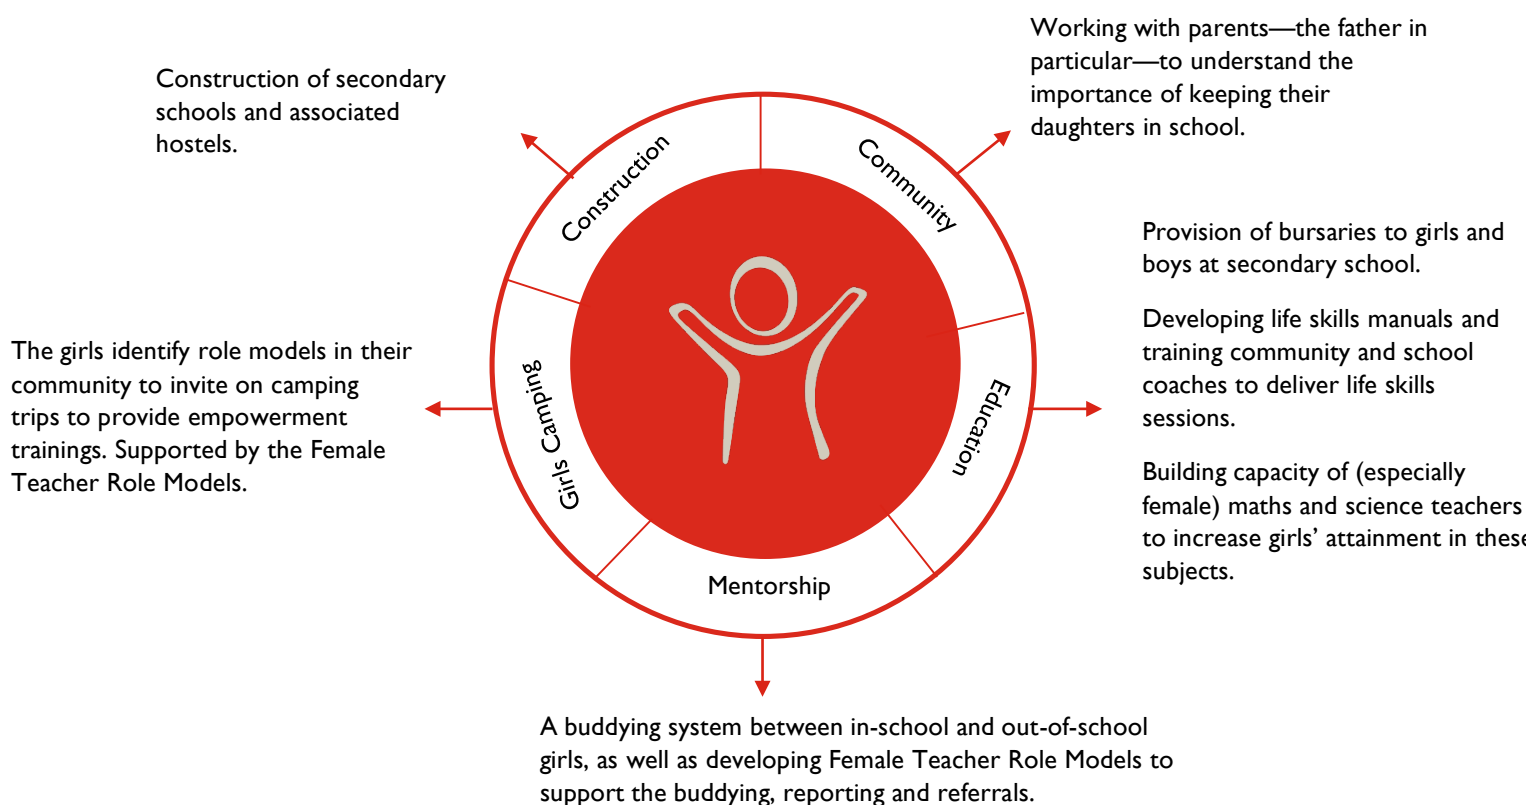 Construction of secondary
schools and associated
hostels.
Working with parents—the father in
particular—to understand the
importance of keeping their
daughters in school.
Construction
Community
Provision of bursaries to girls and
boys at secondary school.
Developing life skills manuals and
training community and school
coaches to deliver life skills
sessions.
Building capacity of (especially
female) maths and science teachers
to increase girls’ attainment in these
subjects.
Education
The girls identify role models in their
community to invite on camping
trips to provide empowerment
trainings. Supported by the Female
Teacher Role Models.
Girls Camping
Mentorship
A buddying system between in-school and out-of-school
girls, as well as developing Female Teacher Role Models to
support the buddying, reporting and referrals.